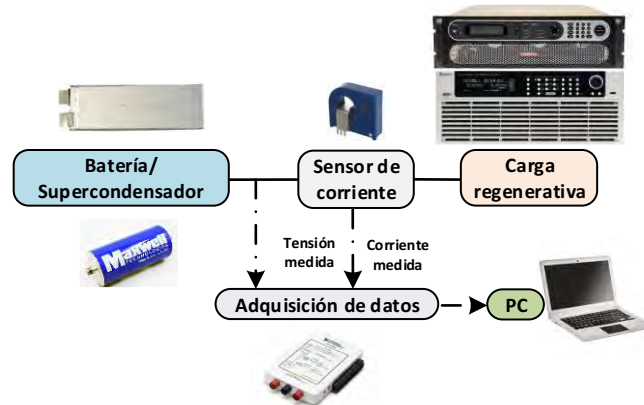 Batería/
Supercondensador
Sensor de
corriente
Carga
regenerativa
Maxwell
Tensión
medida
Corriente
medida
Adquisición de datos
PC